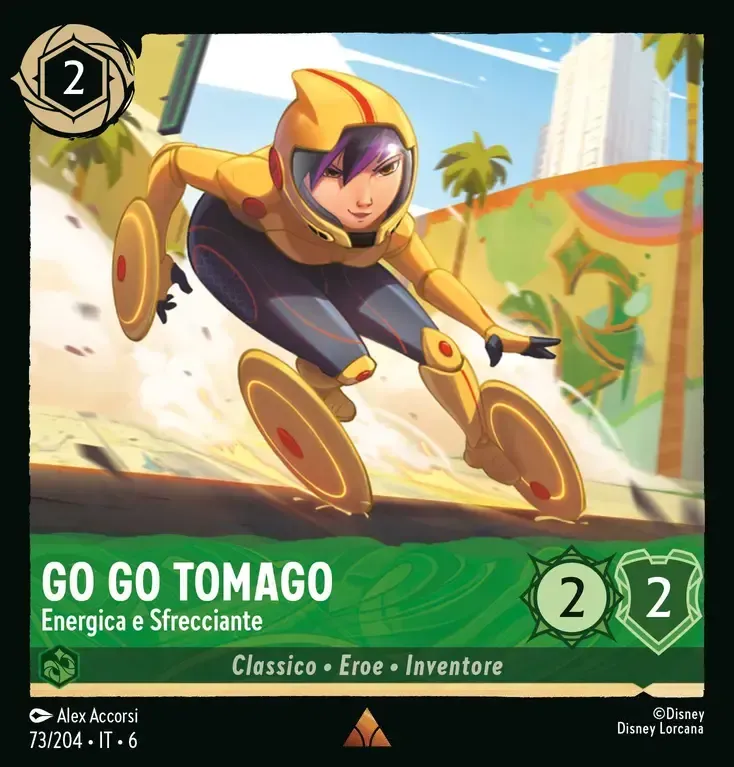 2
GO GO TOMAGO
Energica e Sfrecciante
2
2
Classico • Eroe • Inventore
Alex Accorsi
73/204 • IT • 6
©Disney
Disney Lorcana